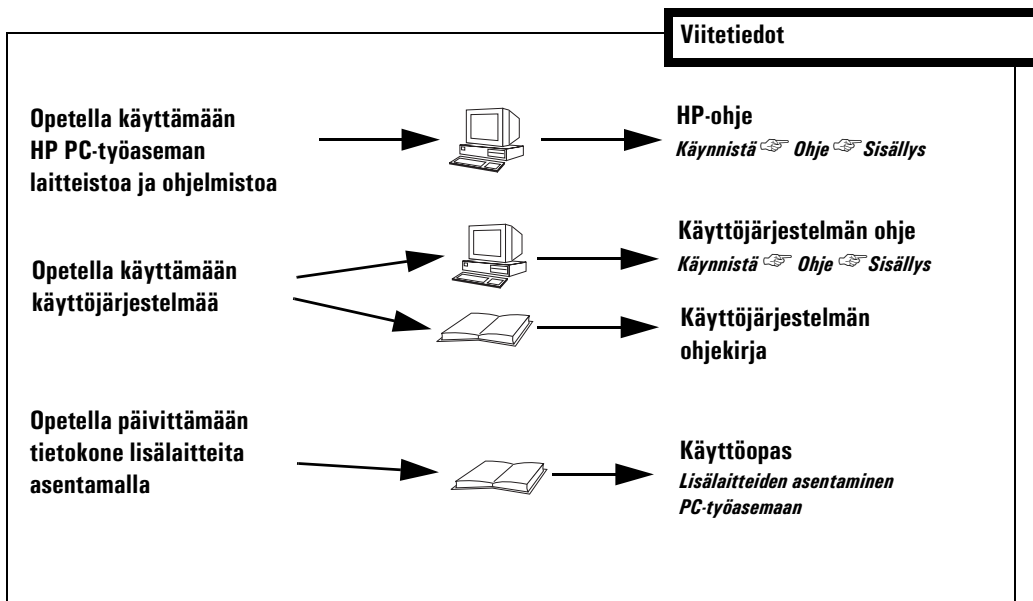 Viitetiedot
Opetella käyttämään
HP PC-työaseman
laitteistoa ja ohjelmistoa
HP-ohje
Käynnistä ☞ Ohje ☞ Sisällys
Opetella käyttämään
käyttöjärjestelmää
Käyttöjärjestelmän ohje
Käynnistä ☞ Ohje ☞ Sisällys
Käyttöjärjestelmän
ohjekirja
Opetella päivittämään
tietokone lisälaitteita
asentamalla
Käyttöopas
Lisälaitteiden asentaminen
PC-työasemaan